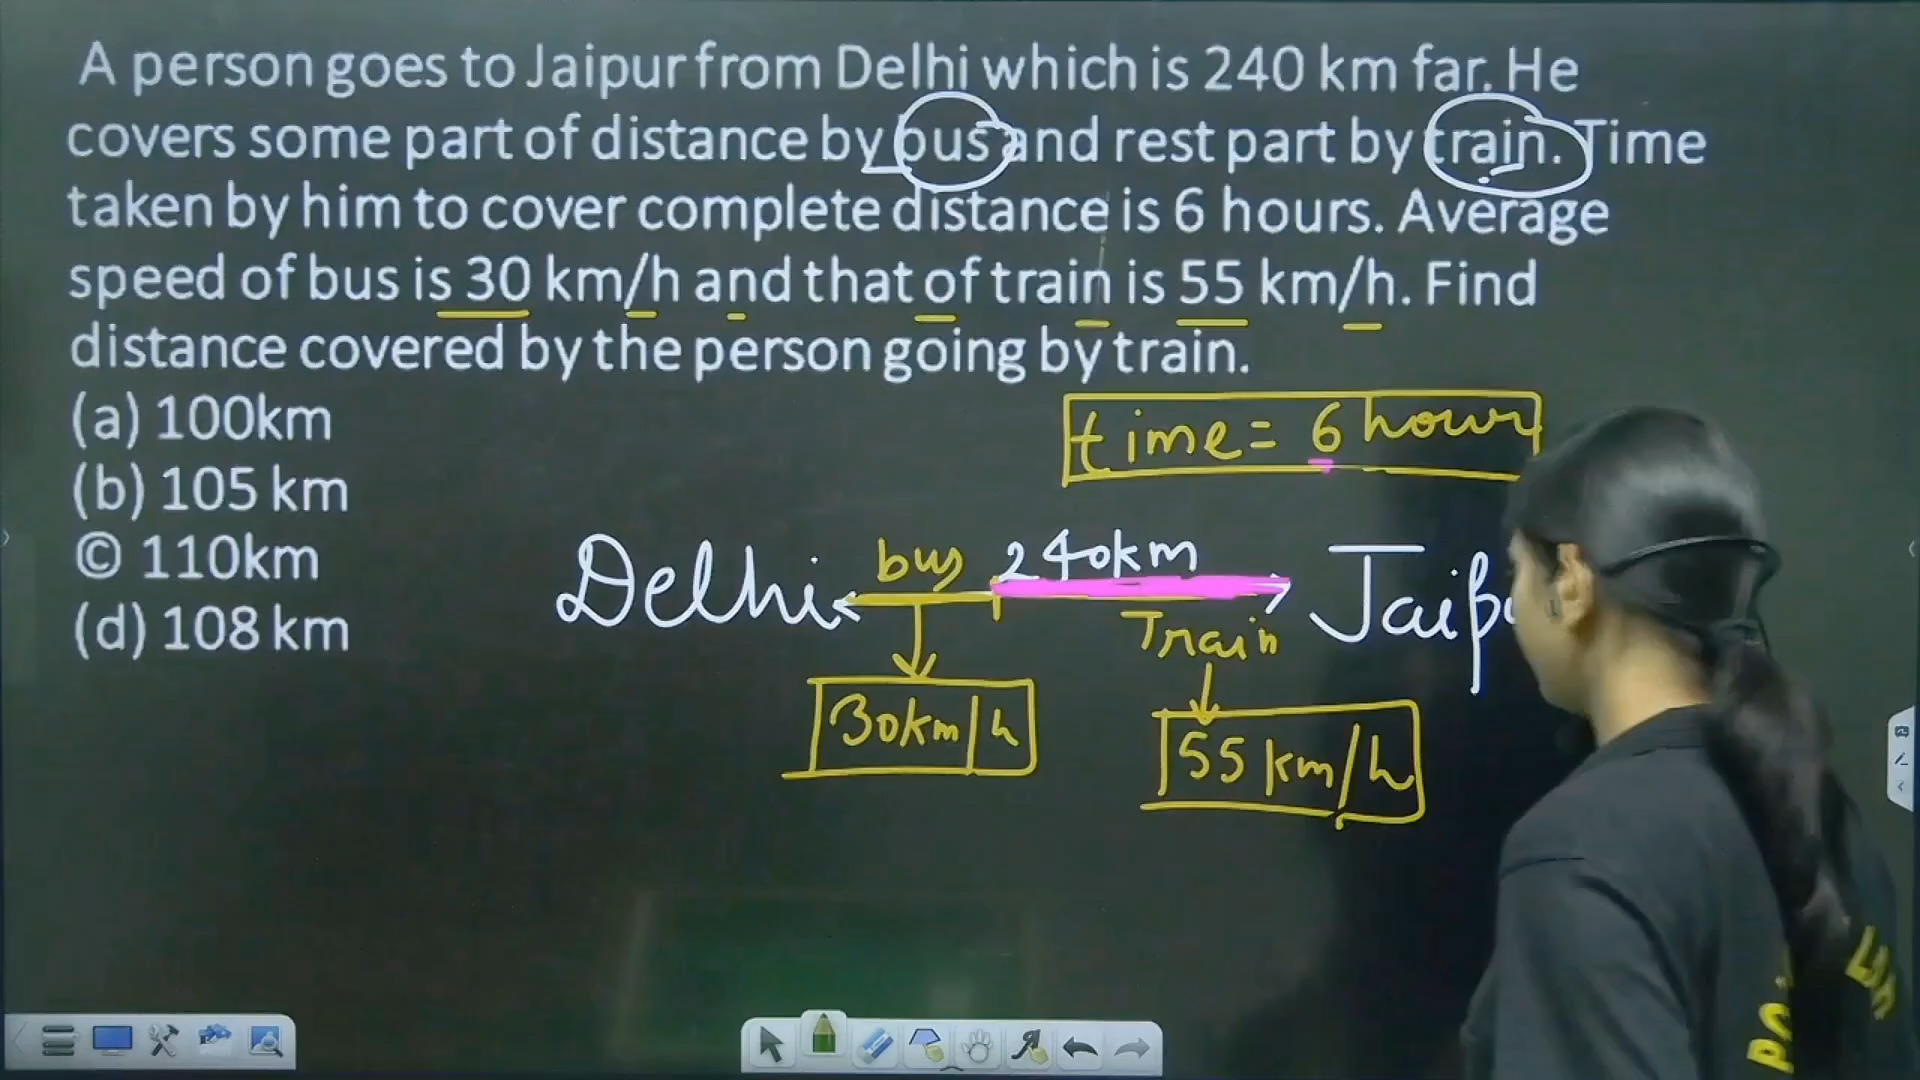 A person goes to Jaipur from Delhi which is 240 km far. He
covers some part of distance by bus and rest part by train. Time
taken by him to cover complete distance is 6 hours. Average
speed of bus is 30 km/h and that of train is 55 km/h. Find
distance covered by the person going by train.
(a) 100km
(b) 105 km
© 110km
(d) 108 km
time = 6 hour
Delhi bus 240km Jaip
Train
30km/h
55 km/h